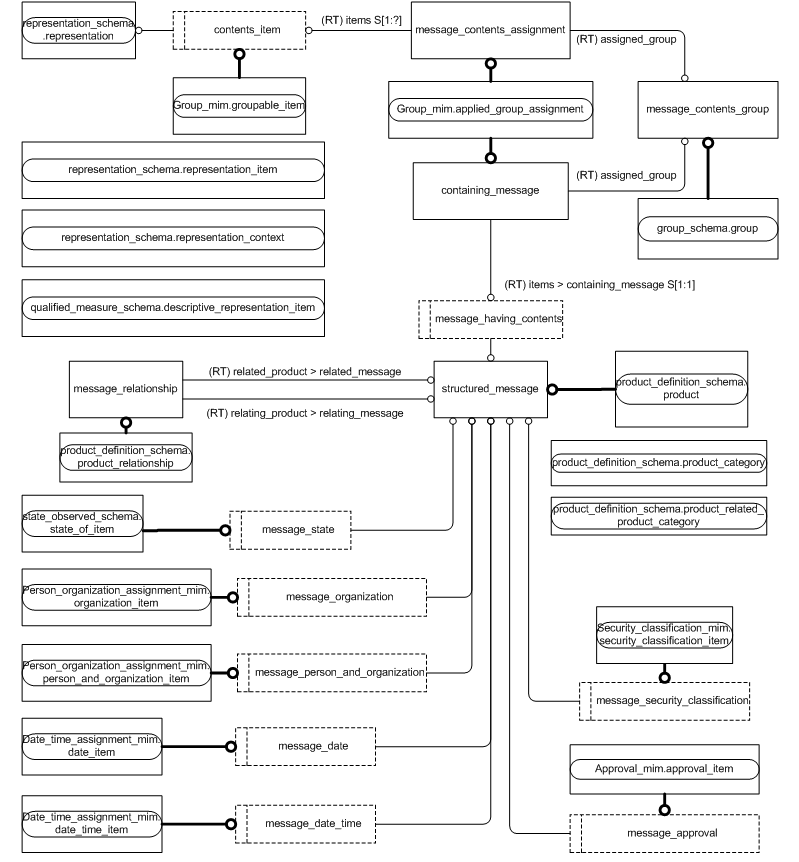 representation_schema
.representation
contents_item
(RT) items S[1:?]
message_contents_assignment
(RT) assigned_group
Group_mim.groupable_item
Group_mim.applied_group_assignment
message_contents_group
representation_schema.representation_item
containing_message
(RT) assigned_group
representation_schema.representation_context
group_schema.group
(RT) items > containing_message S[1:1]
qualified_measure_schema.descriptive_representation_item
message_having_contents
message_relationship
(RT) related_product > related_message
(RT) relating_product > relating_message
structured_message
product_definition_schema.
product
product_definition_schema.
product_relationship
product_definition_schema.product_category
product_definition_schema.product_related_
product_category
state_observed_schema.
state_of_item
message_state
Person_organization_assignment_mim.
organization_item
message_organization
Security_classification_mim.
security_classification_item
Person_organization_assignment_mim.
person_and_organization_item
message_person_and_organization
message_security_classification
Date_time_assignment_mim.
date_item
message_date
Approval_mim.approval_item
Date_time_assignment_mim.
date_time_item
message_date_time
message_approval